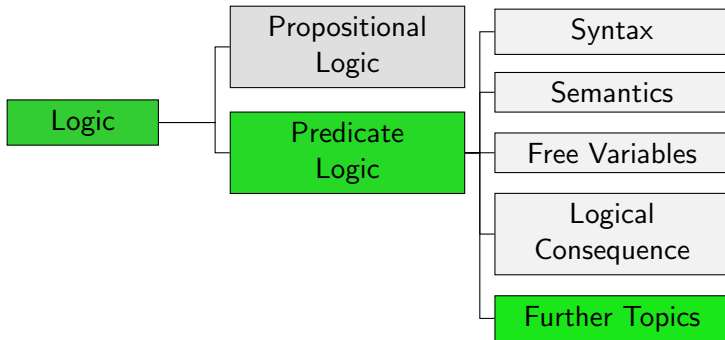 Logic
Propositional
Logic
Predicate
Logic
Syntax
Semantics
Free Variables
Logical
Consequence
Further Topics